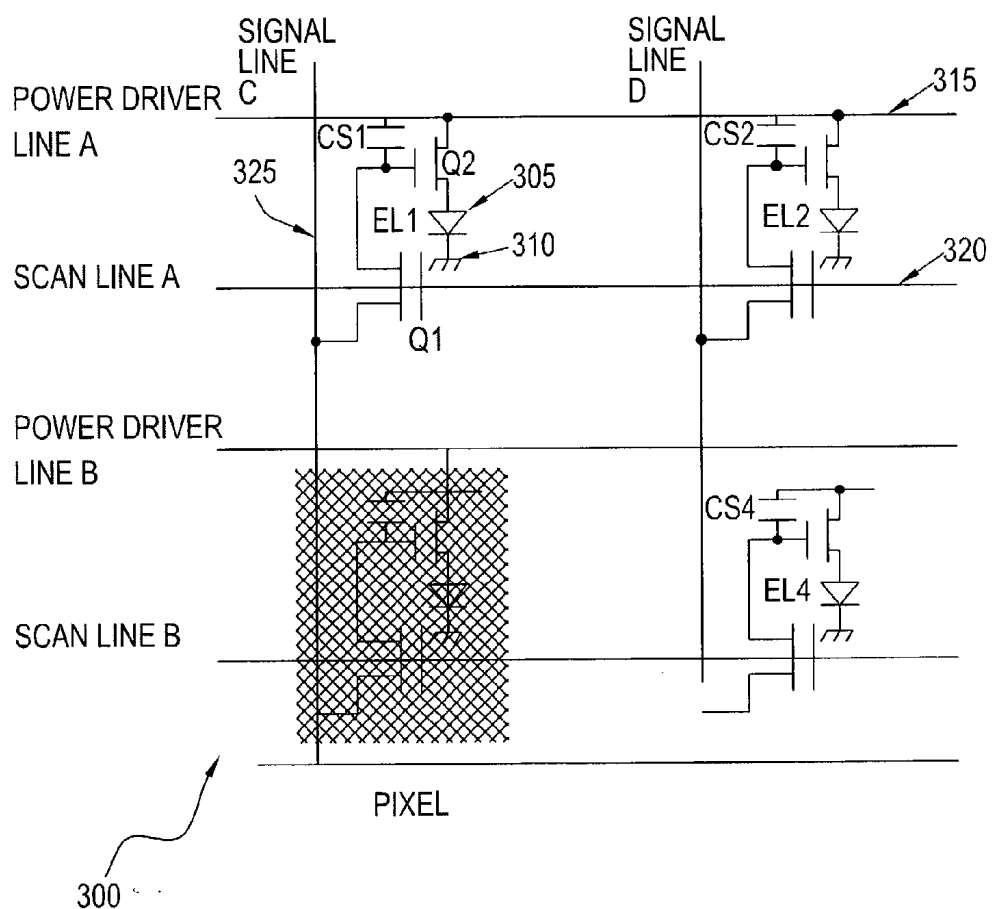 SIGNAL
LINE
C
SIGNAL
LINE
D
POWER DRIVER
LINE A
315
CS1
Q2
CS2
325
305
EL1
EL2
310
320
SCAN LINE A
Q1
POWER DRIVER
LINE B
CS4
EL4
SCAN LINE B
PIXEL
300